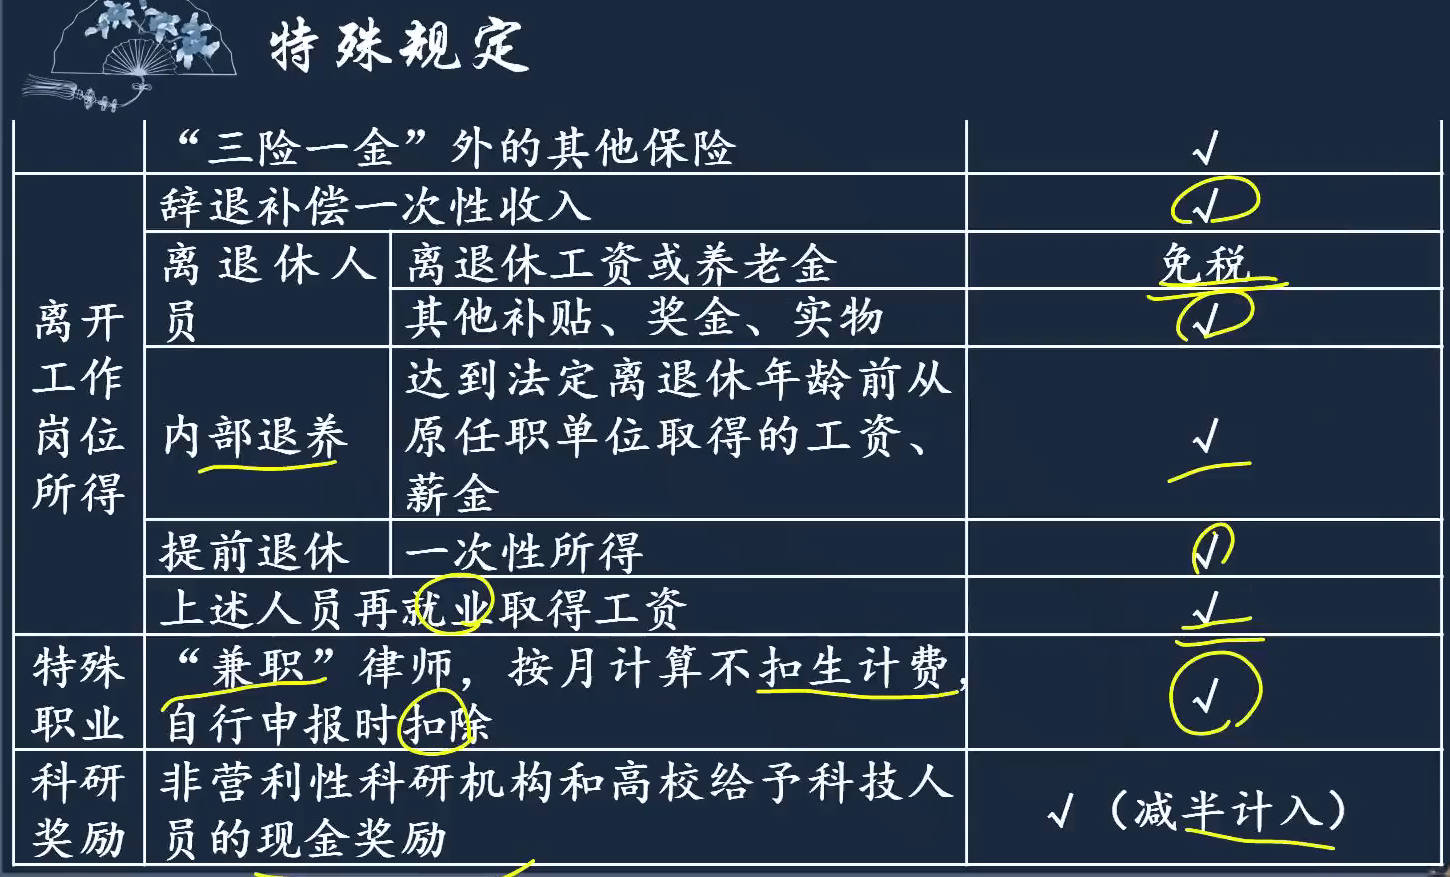 特殊规定
“三险一金”外的其他保险 √
离开
工作
岗位
所得
辞退补偿一次性收入 √
离退休人
员
离退休工资或养老金 免税
其他补贴、奖金、实物 √
内部退养
达到法定离退休年龄前从
原任职单位取得的工资、
薪金
√
提前退休 一次性所得 √
上述人员再就业取得工资 √
特殊
职业
“兼职”律师，按月计算不扣生计费，
自行申报时扣除
√
科研
奖励
非营利性科研机构和高校给予科技人
员的现金奖励
√（减半计入）